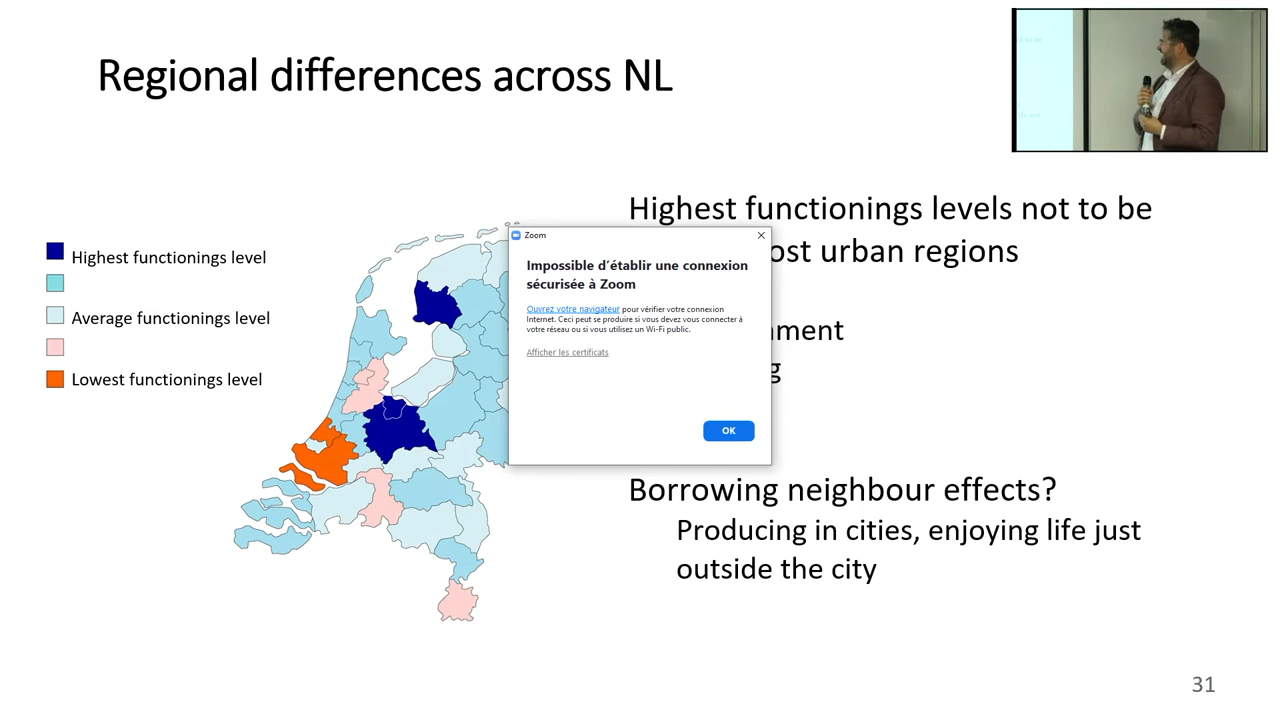 Regional differences across NL
Highest functionings level
Average functionings level
Lowest functionings level
Highest functionings levels not to be
urban regions
Zoom
Impossible d’établir une connexion
sécurisée à Zoom
Ouvrez votre navigateur pour vérifier votre connexion
Internet. Ceci peut se produire si vous devez vous connecter à
votre réseau ou si vous utilisez un Wi-Fi public.
Afficher les certificats
OK
Borrowing neighbour effects?
Producing in cities, enjoying life just
outside the city
31